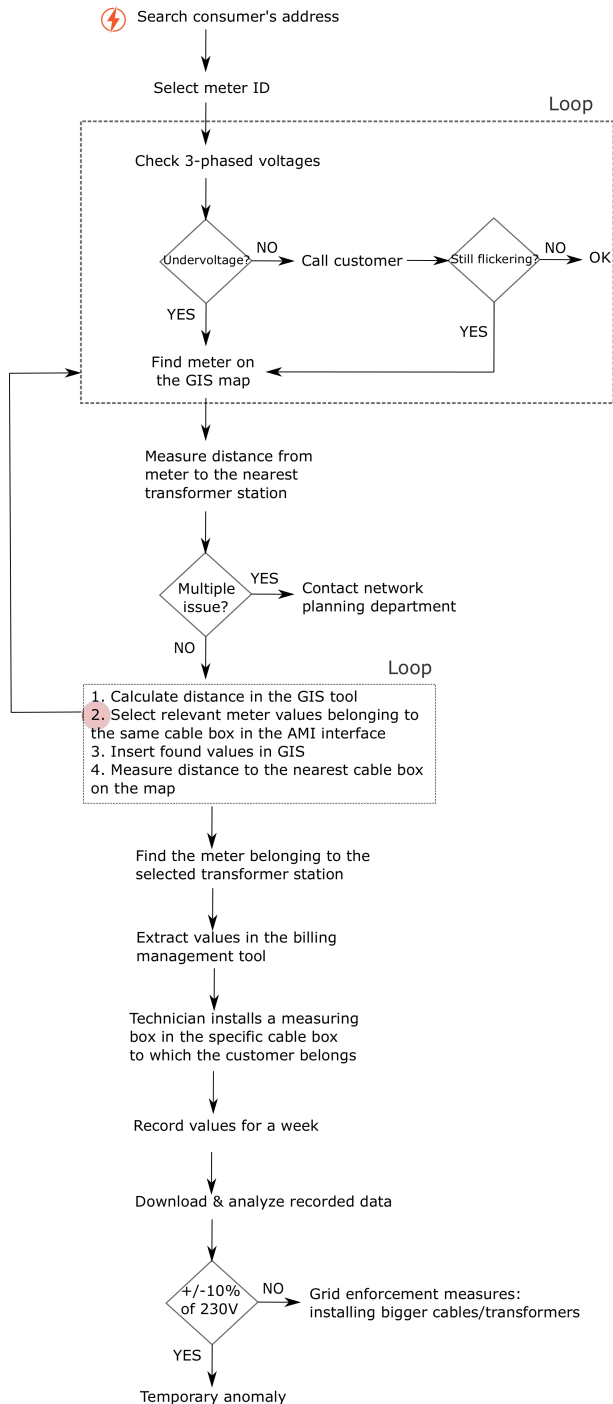 Search consumer's address
Select meter ID
Loop
Check 3-phased voltages
Undervoltage?
NO
Call customer
Still flickering?
NO
OK
YES
YES
Find meter on
the GIS map
Measure distance from
meter to the nearest
transformer station
Multiple
issue?
YES
Contact network
planning department
NO
Loop
1. Calculate distance in the GIS tool
2. Select relevant meter values belonging to
the same cable box in the AMI interface
3. Insert found values in GIS
4. Measure distance to the nearest cable box
on the map
Find the meter belonging to the
selected transformer station
Extract values in the billing
management tool
Technician installs a measuring
box in the specific cable box
to which the customer belongs
Record values for a week
Download & analyze recorded data
+/-10%
of 230V
NO
Grid enforcement measures:
installing bigger cables/transformers
YES
Temporary anomaly